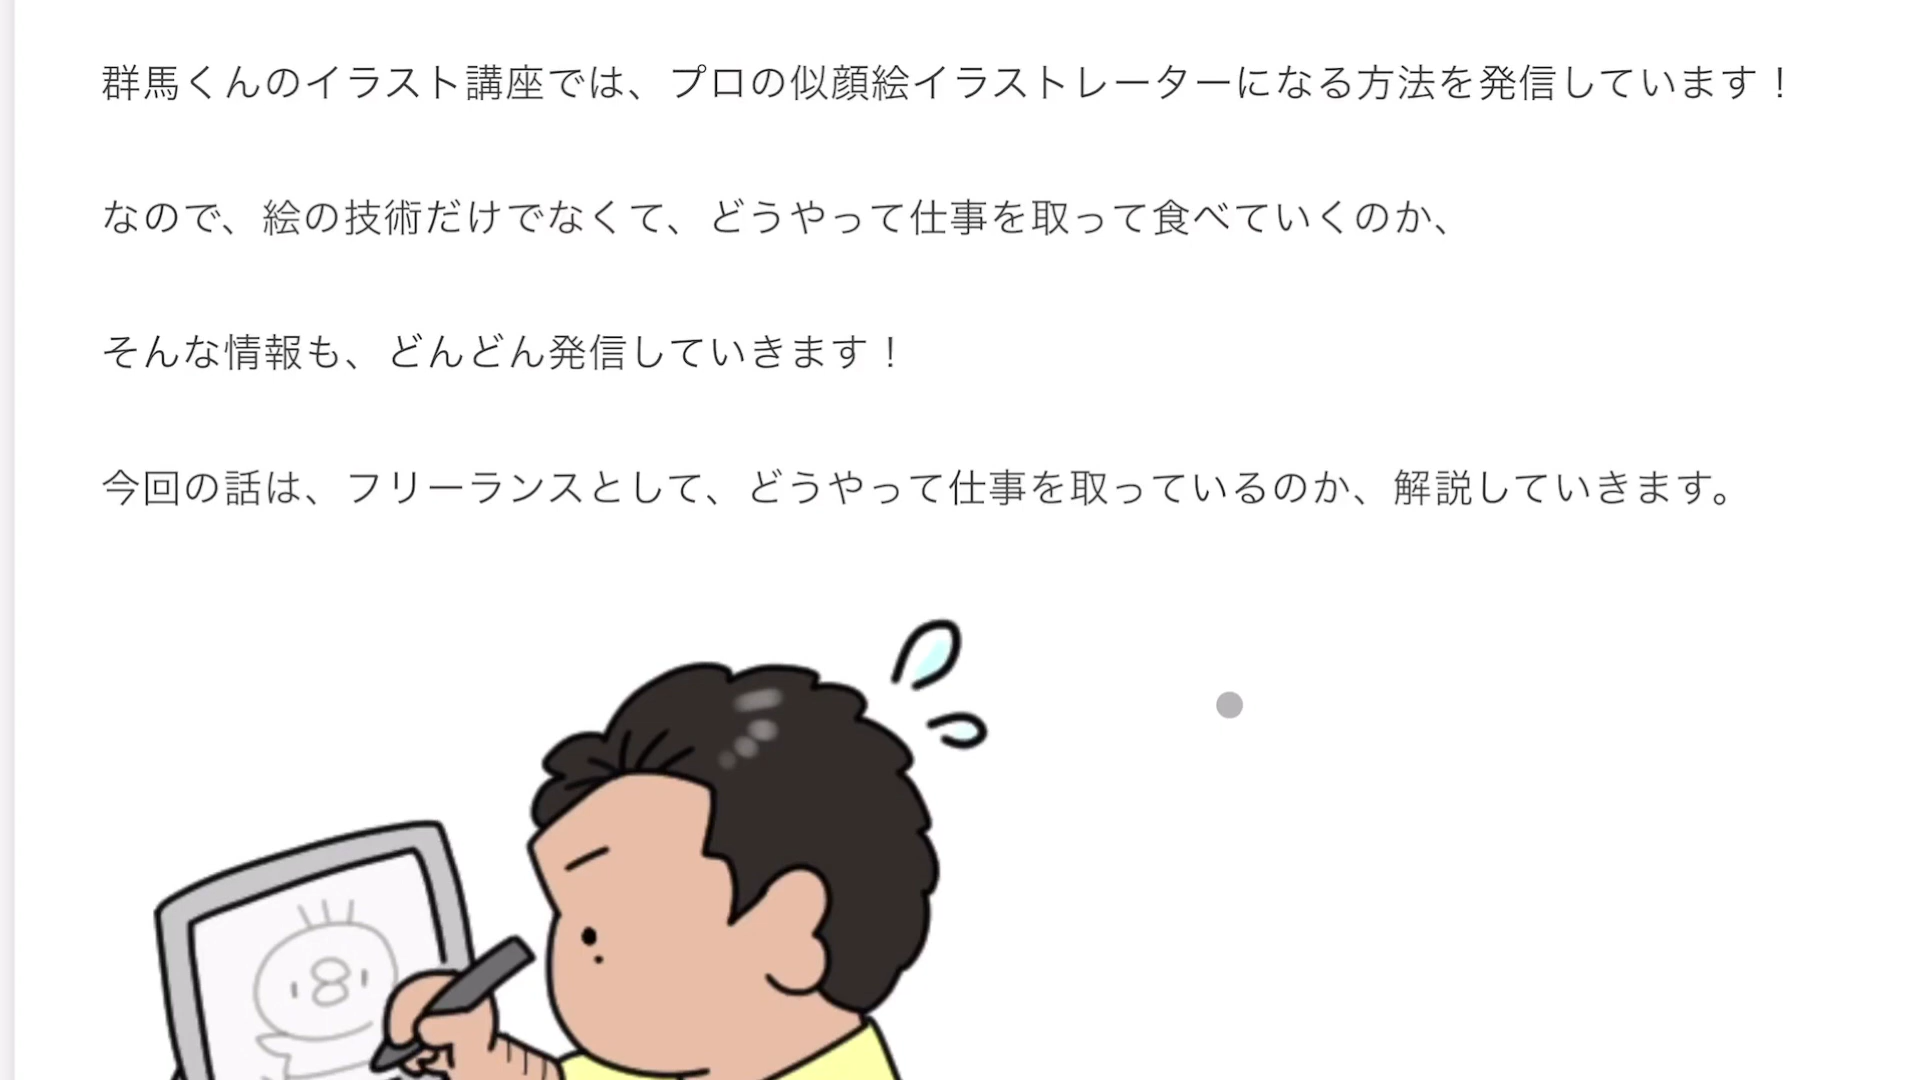 群馬くんのイラスト講座では、プロの似顔絵イラストレーターになる方法を発信しています！
なので、絵の技術だけでなくて、どうやって仕事を取って食べていくのか、
そんな情報も、どんどん発信していきます！
今回の話は、フリーランスとして、どうやって仕事を取っているのか、解説していきます。